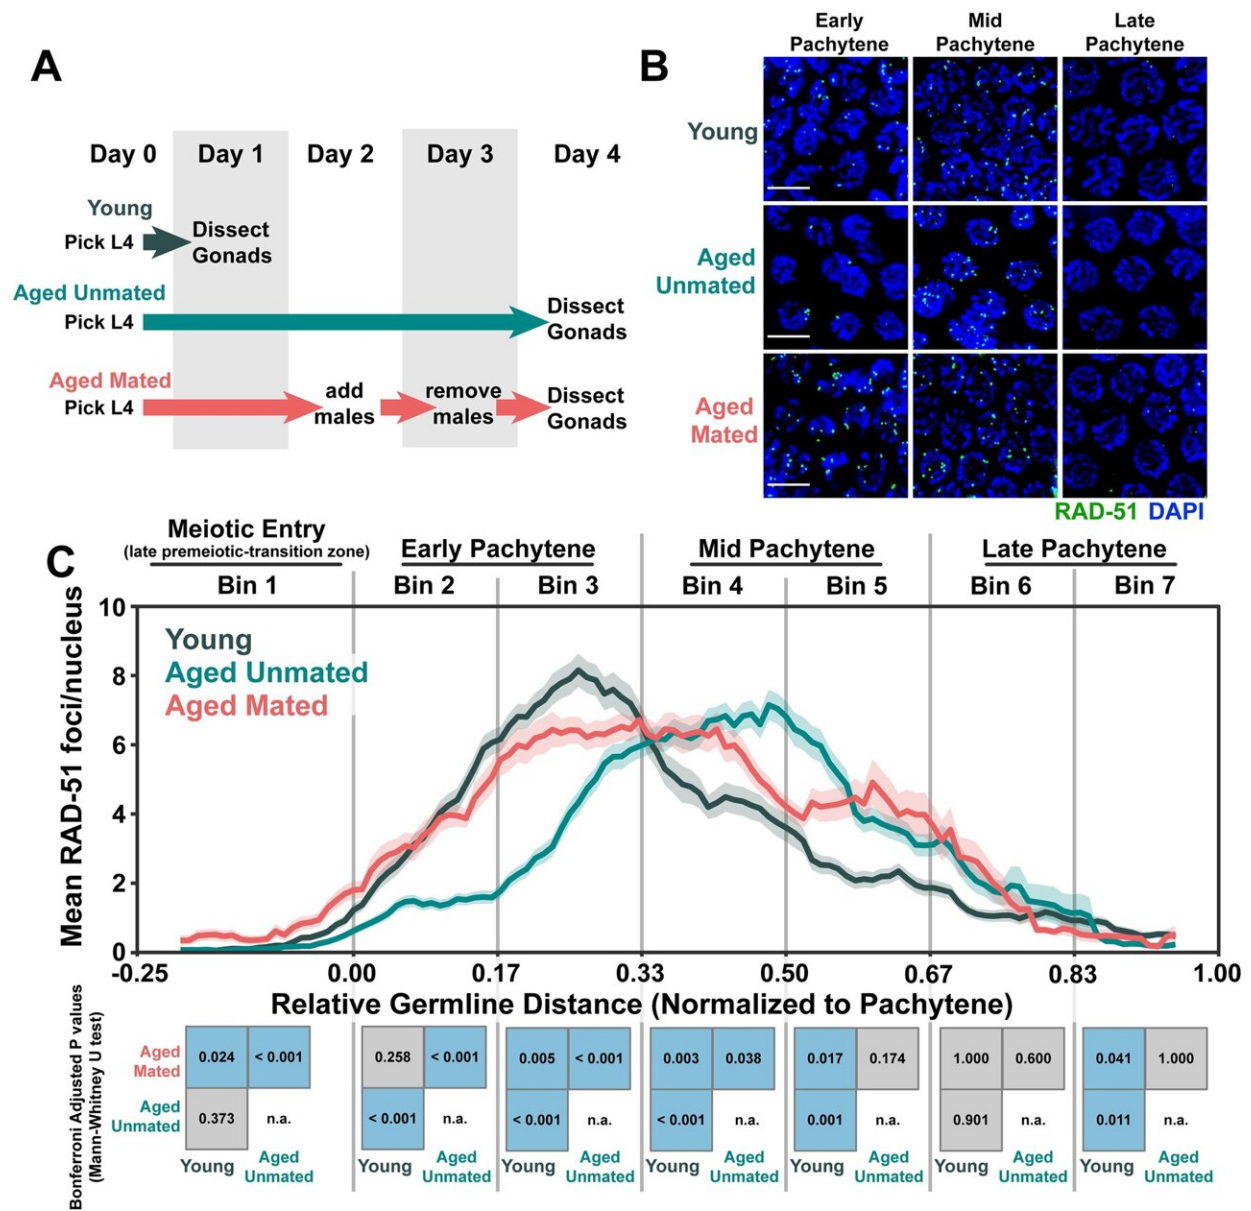 A
Day 0 Day 1 Day 2 Day 3 Day 4
Young
Pick L4
Dissect
Gonads
Aged Unmated
Pick L4
Dissect
Gonads
Aged Mated
Pick L4
add
males
remove
males
Dissect
Gonads
B
Early
Pachytene
Mid
Pachytene
Late
Pachytene
Young
Aged
Unmated
Aged
Mated
RAD-51 DAPI
C
Meiotic Entry
(late premeiotic-transition zone)
Early Pachytene
Mid Pachytene
Late Pachytene
Bin 1 Bin 2 Bin 3 Bin 4 Bin 5 Bin 6 Bin 7
Mean RAD-51 foci/nucleus
10
8
6
4
2
0
Young
Aged Unmated
Aged Mated
-0.25 0.00 0.17 0.33 0.50 0.67 0.83 1.00
Relative Germline Distance (Normalized to Pachytene)
Bonferroni Adjusted P values
(Mann-Whitney U test)
Aged
Mated
0.024 < 0.001 0.258 < 0.001 0.005 < 0.001 0.003 0.038 0.017 0.174 1.000 0.600 0.041 1.000
Aged
Unmated
0.373 n.a. < 0.001 n.a. < 0.001 n.a. < 0.001 n.a. 0.001 n.a. 0.901 n.a. 0.011 n.a.
Young Aged Young Aged Young Aged Young Aged Young Aged Young Aged Young Aged
Unmated Unmated Unmated Unmated Unmated Unmated Unmated